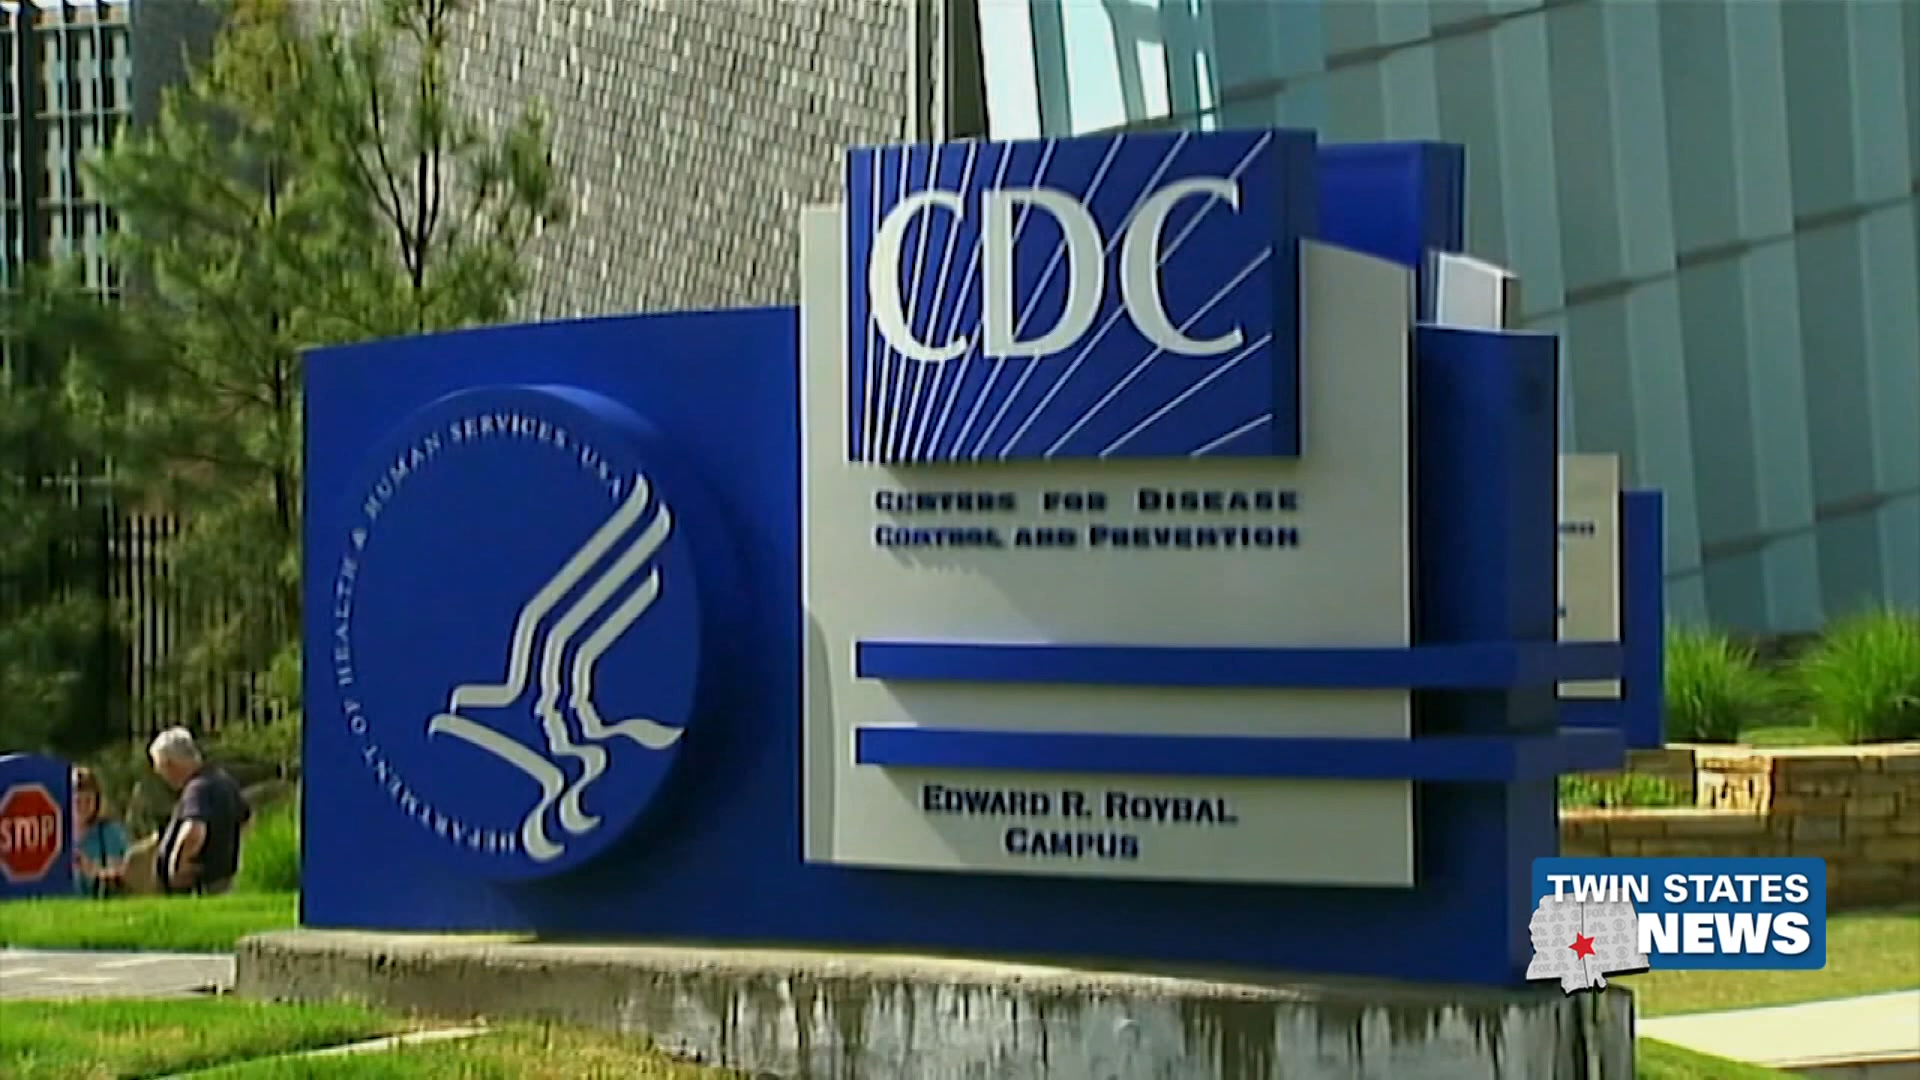 CDC
CENTERS FOR DISEASE
CONTROL AND PREVENTION
DEPARTMENT OF HEALTH & HUMAN SERVICES · USA
EDWARD R. ROYBAL
CAMPUS
STOP
TWIN STATES
NEWS